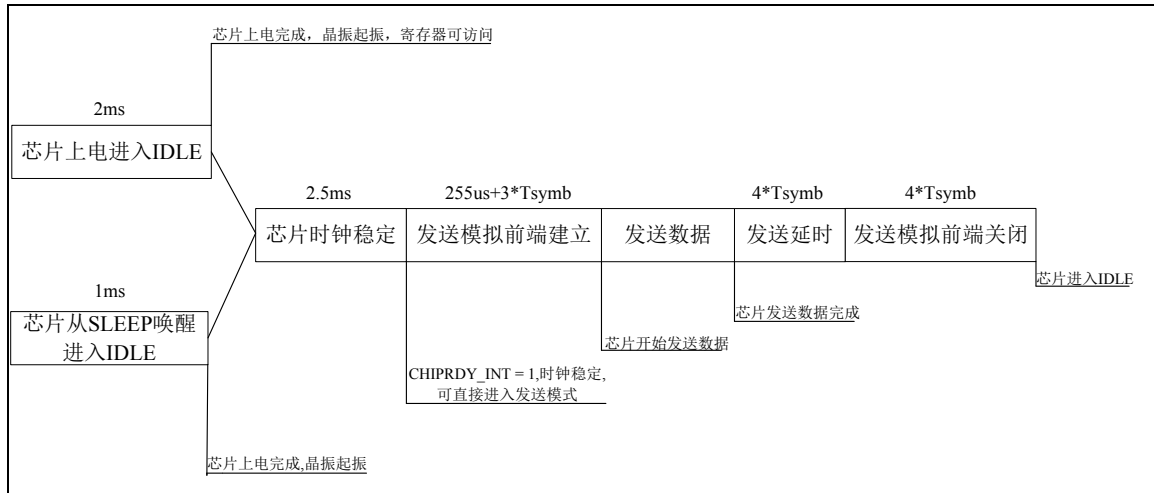 芯片上电完成，晶振起振，寄存器可访问
2ms
芯片上电进入IDLE
2.5ms
255us+3*Tsymb
4*Tsymb
4*Tsymb
芯片时钟稳定
发送模拟前端建立
发送数据
发送延时
发送模拟前端关闭
芯片进入IDLE
1ms
芯片从SLEEP唤醒
进入IDLE
芯片发送数据完成
芯片开始发送数据
CHIPRDY_INT = 1,时钟稳定,
可直接进入发送模式
芯片上电完成,晶振起振